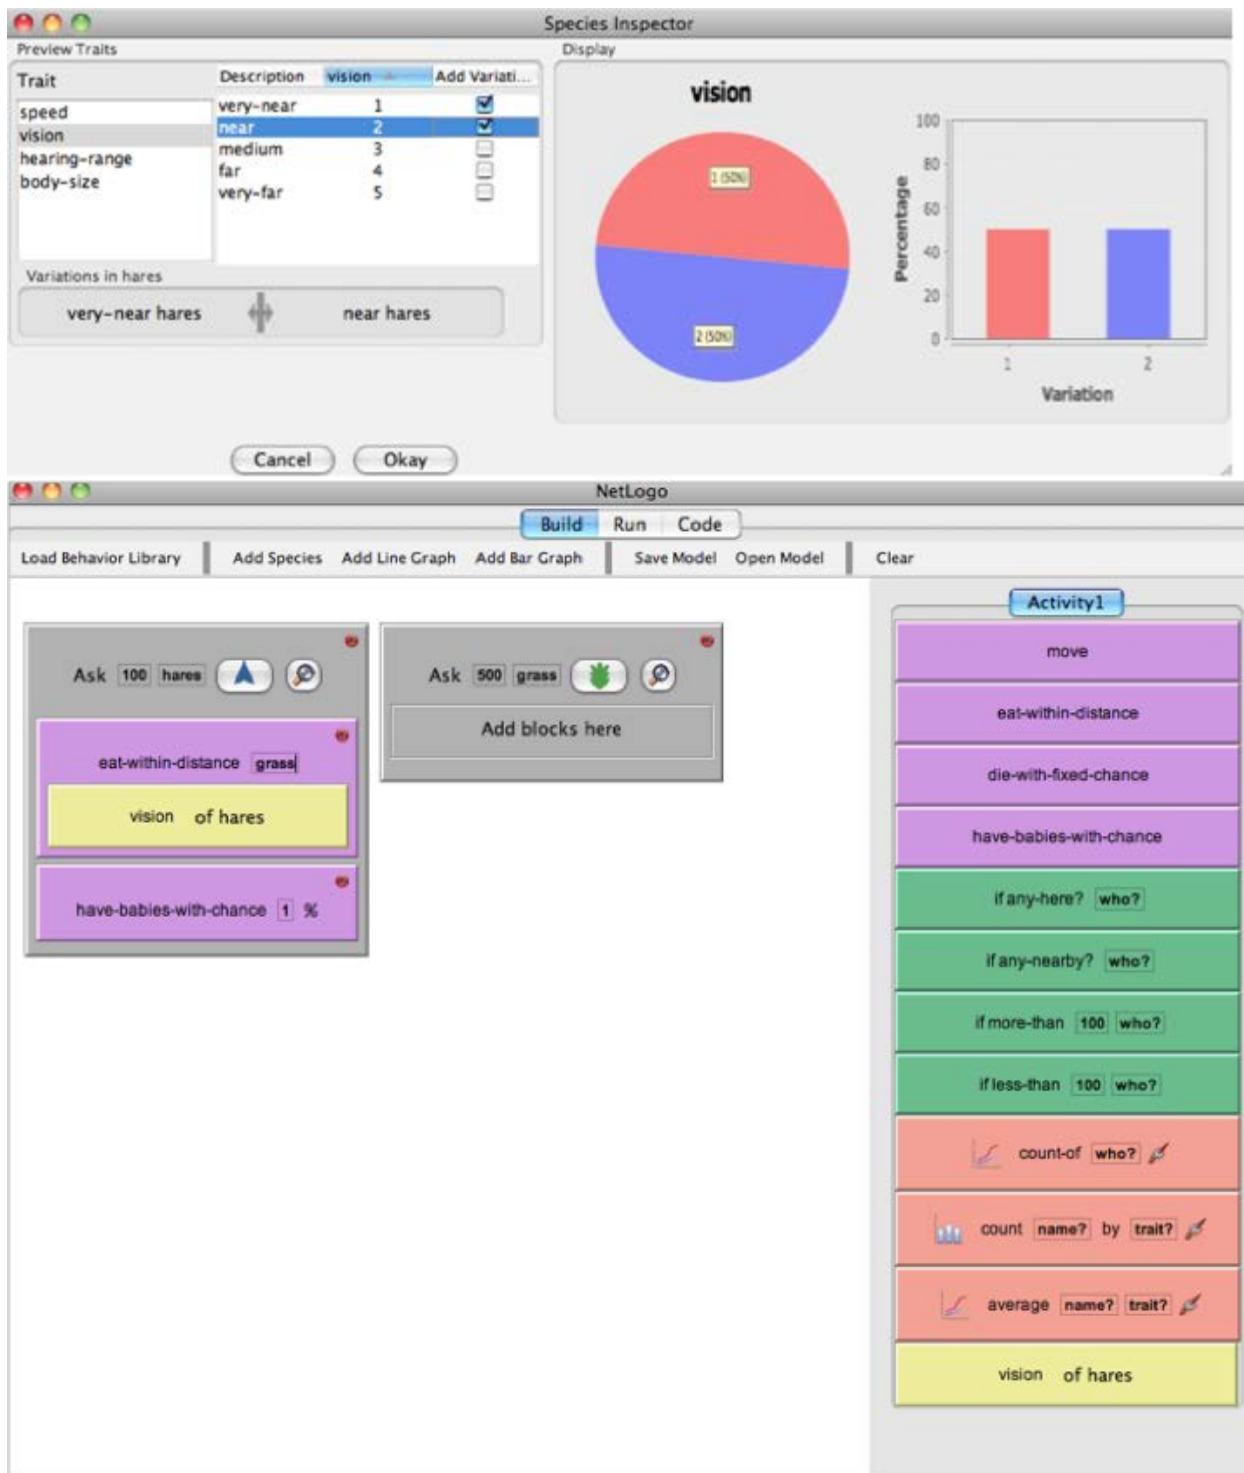 Species Inspector
Preview Traits
Trait
speed
vision
hearing-range
body-size
Description vision Add Variati...
very-near 1
near 2
medium 3
far 4
very-far 5
Variations in hares
very-near hares near hares
Cancel Okay
Display
vision
1 (50%)
2 (50%)
Percentage
100
80
60
40
20
0
1 2
Variation
NetLogo
Build Run Code
Load Behavior Library Add Species Add Line Graph Add Bar Graph Save Model Open Model Clear
Ask 100 hares
eat-within-distance grass
vision of hares
have-babies-with-chance 1 %
Ask 500 grass
Add blocks here
Activity1
move
eat-within-distance
die-with-fixed-chance
have-babies-with-chance
if any-here? who?
if any-nearby? who?
if more-than 100 who?
if less-than 100 who?
count-of who?
count name? by trait?
average name? trait?
vision of hares